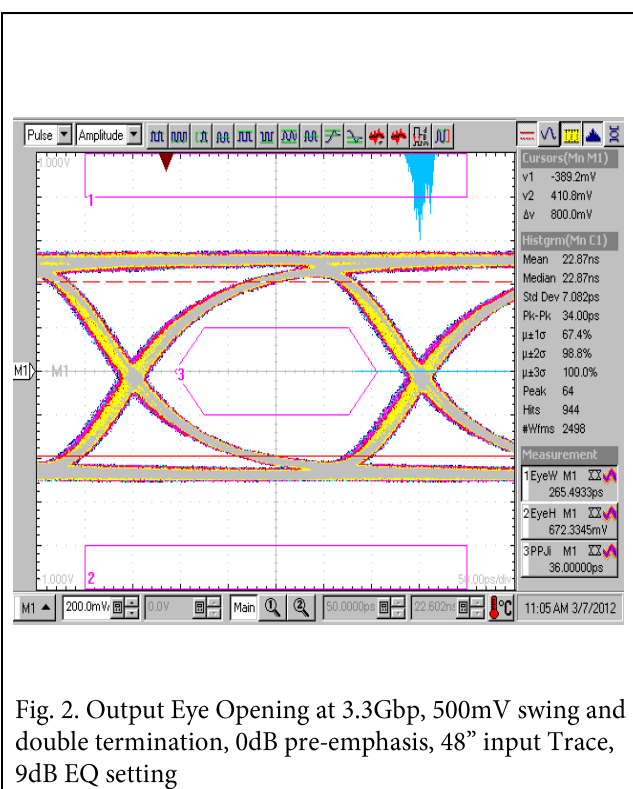 Pulse Amplitude
1.000V
1
Cursors(Mn M1)
v1 -389.2mV
v2 410.8mV
Δv 800.0mV
Histgrm(Mn C1)
Mean 22.87ns
Median 22.87ns
Std Dev 7.082ps
Pk-Pk 34.00ps
µ±1σ 67.4%
µ±2σ 98.8%
µ±3σ 100.0%
Peak 64
Hits 944
#Wfms 2498
M1 M1
3
Measurement
1EyeW M1
265.4933ps
2EyeH M1
672.3345mV
3PPJi M1
36.00000ps
2
-1.000V 50.00ps/div
M1 200.0mV/ 0.0V Main 1 2 50.0000ps 22.602ns °C 11:05 AM 3/7/2012
Fig. 2. Output Eye Opening at 3.3Gbp, 500mV swing and
double termination, 0dB pre-emphasis, 48” input Trace,
9dB EQ setting